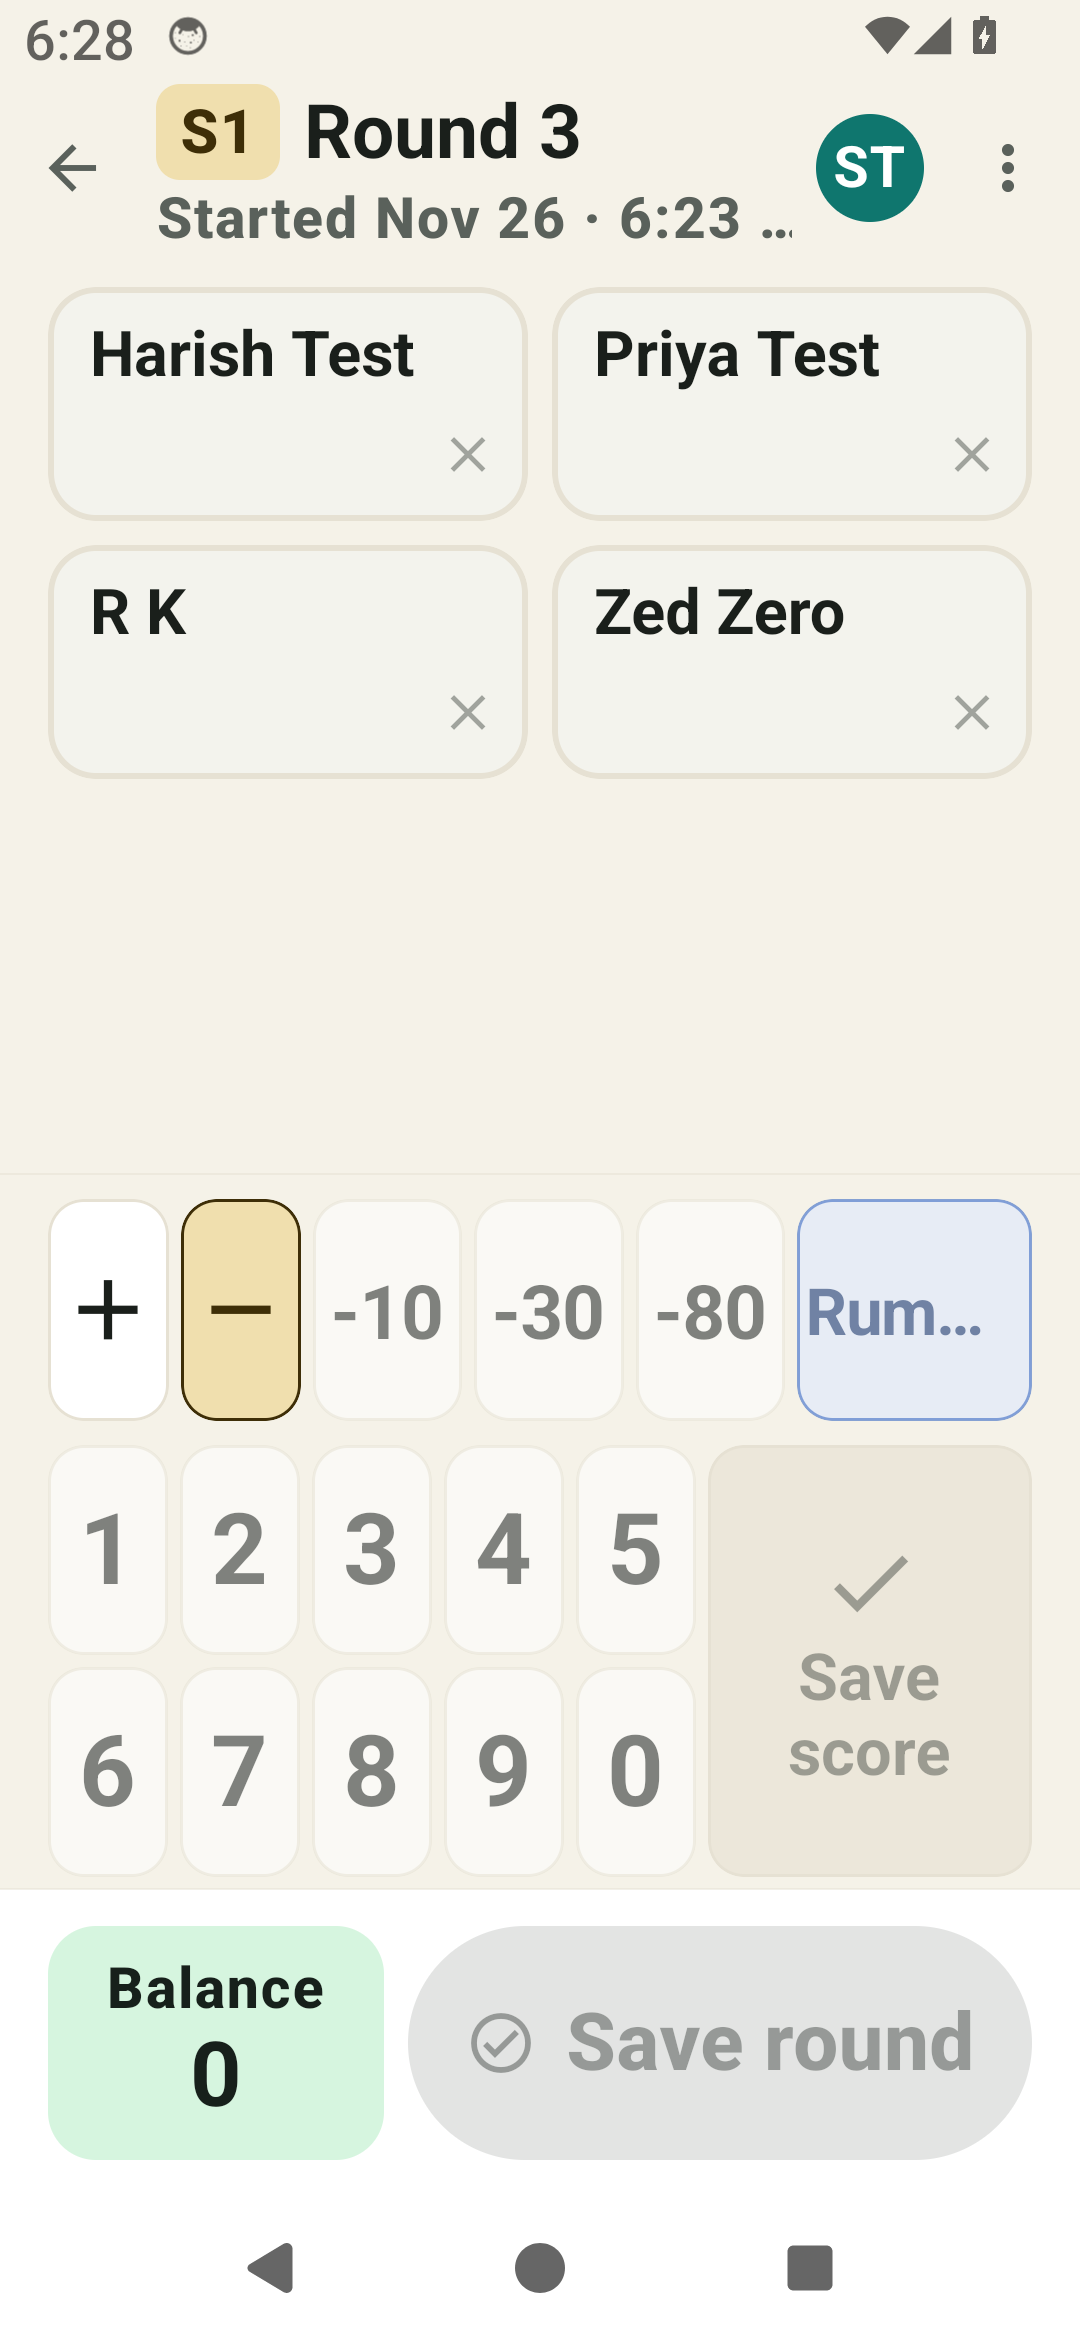 6:28
S1 Round 3
ST
Started Nov 26 · 6:23 …
Harish Test
Priya Test
R K
Zed Zero
+ − -10 -30 -80 Rum…
1 2 3 4 5
6 7 8 9 0
Save
score
Balance
0
Save round